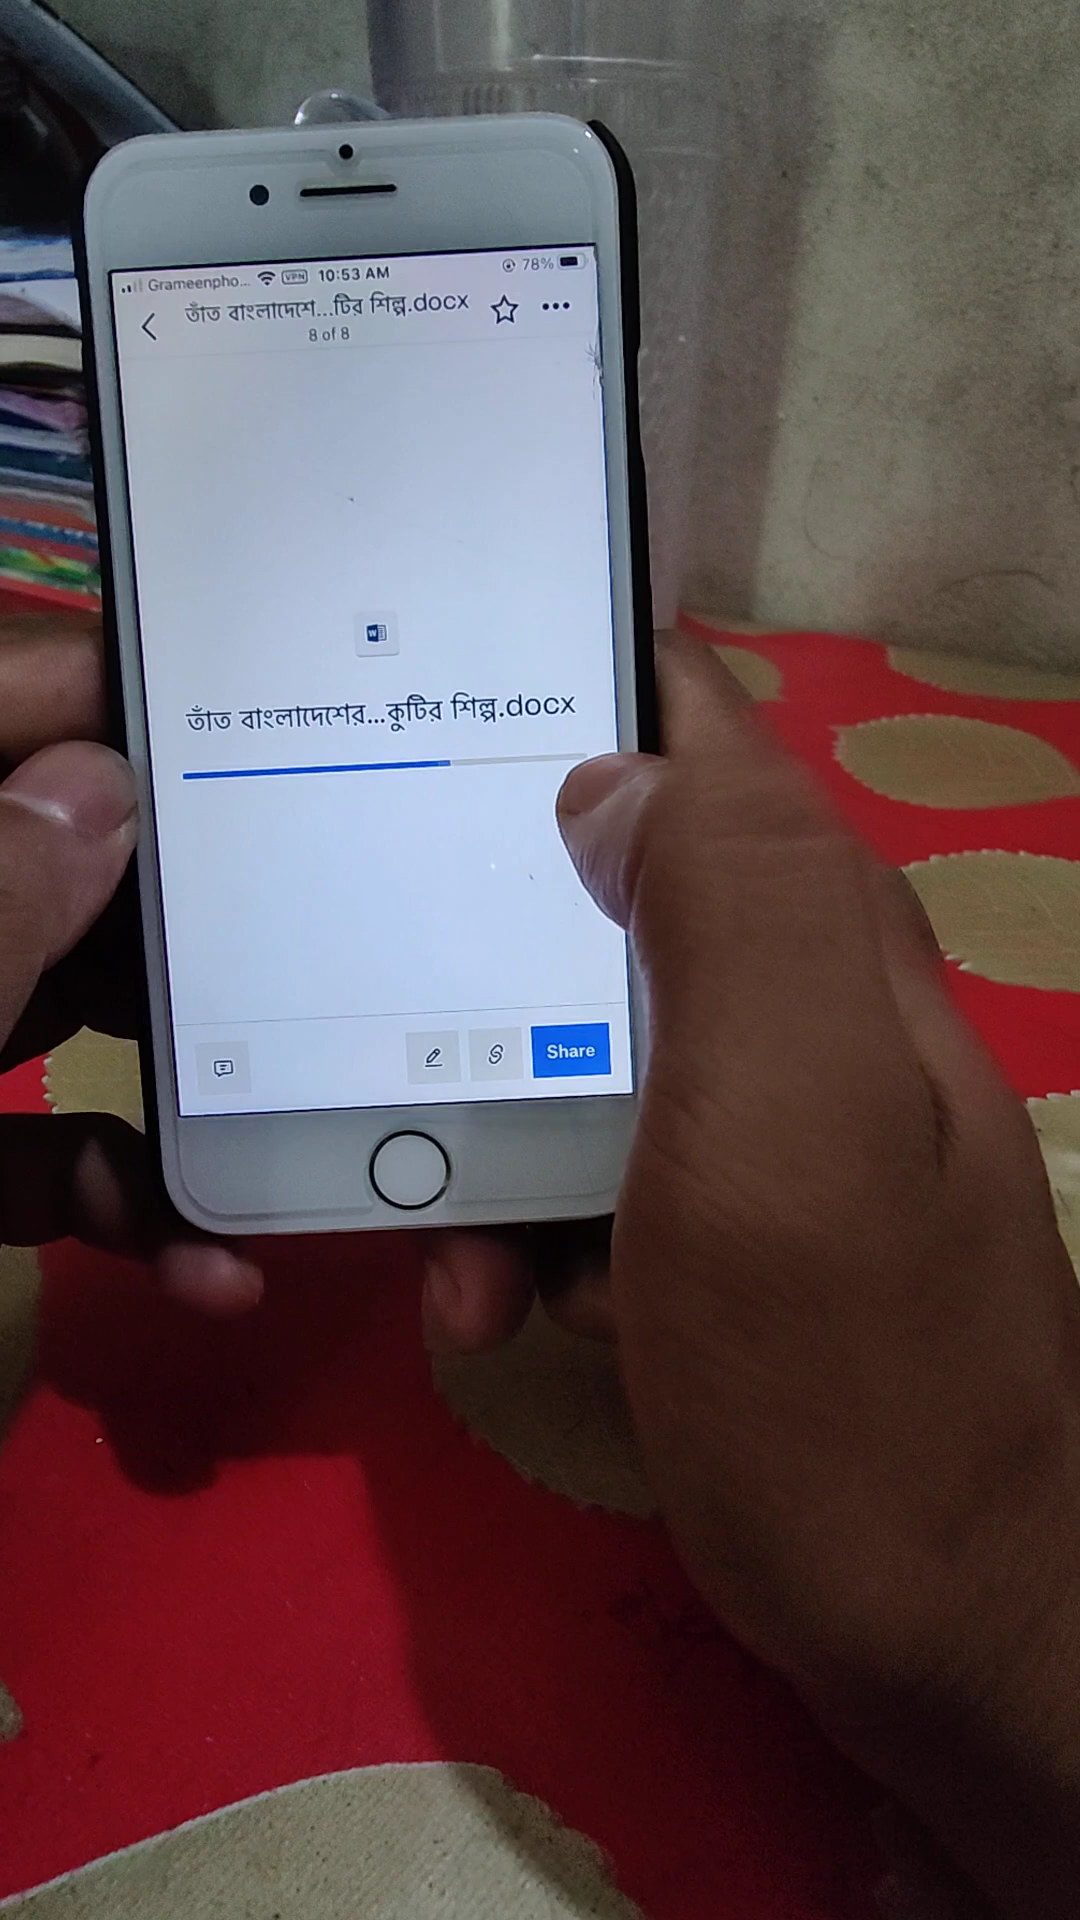 Grameenpho... VPN 10:53 AM 78%
তাঁত বাংলাদেশে...টির শিল্প.docx
8 of 8
W
তাঁত বাংলাদেশের...কুটির শিল্প.docx
Share